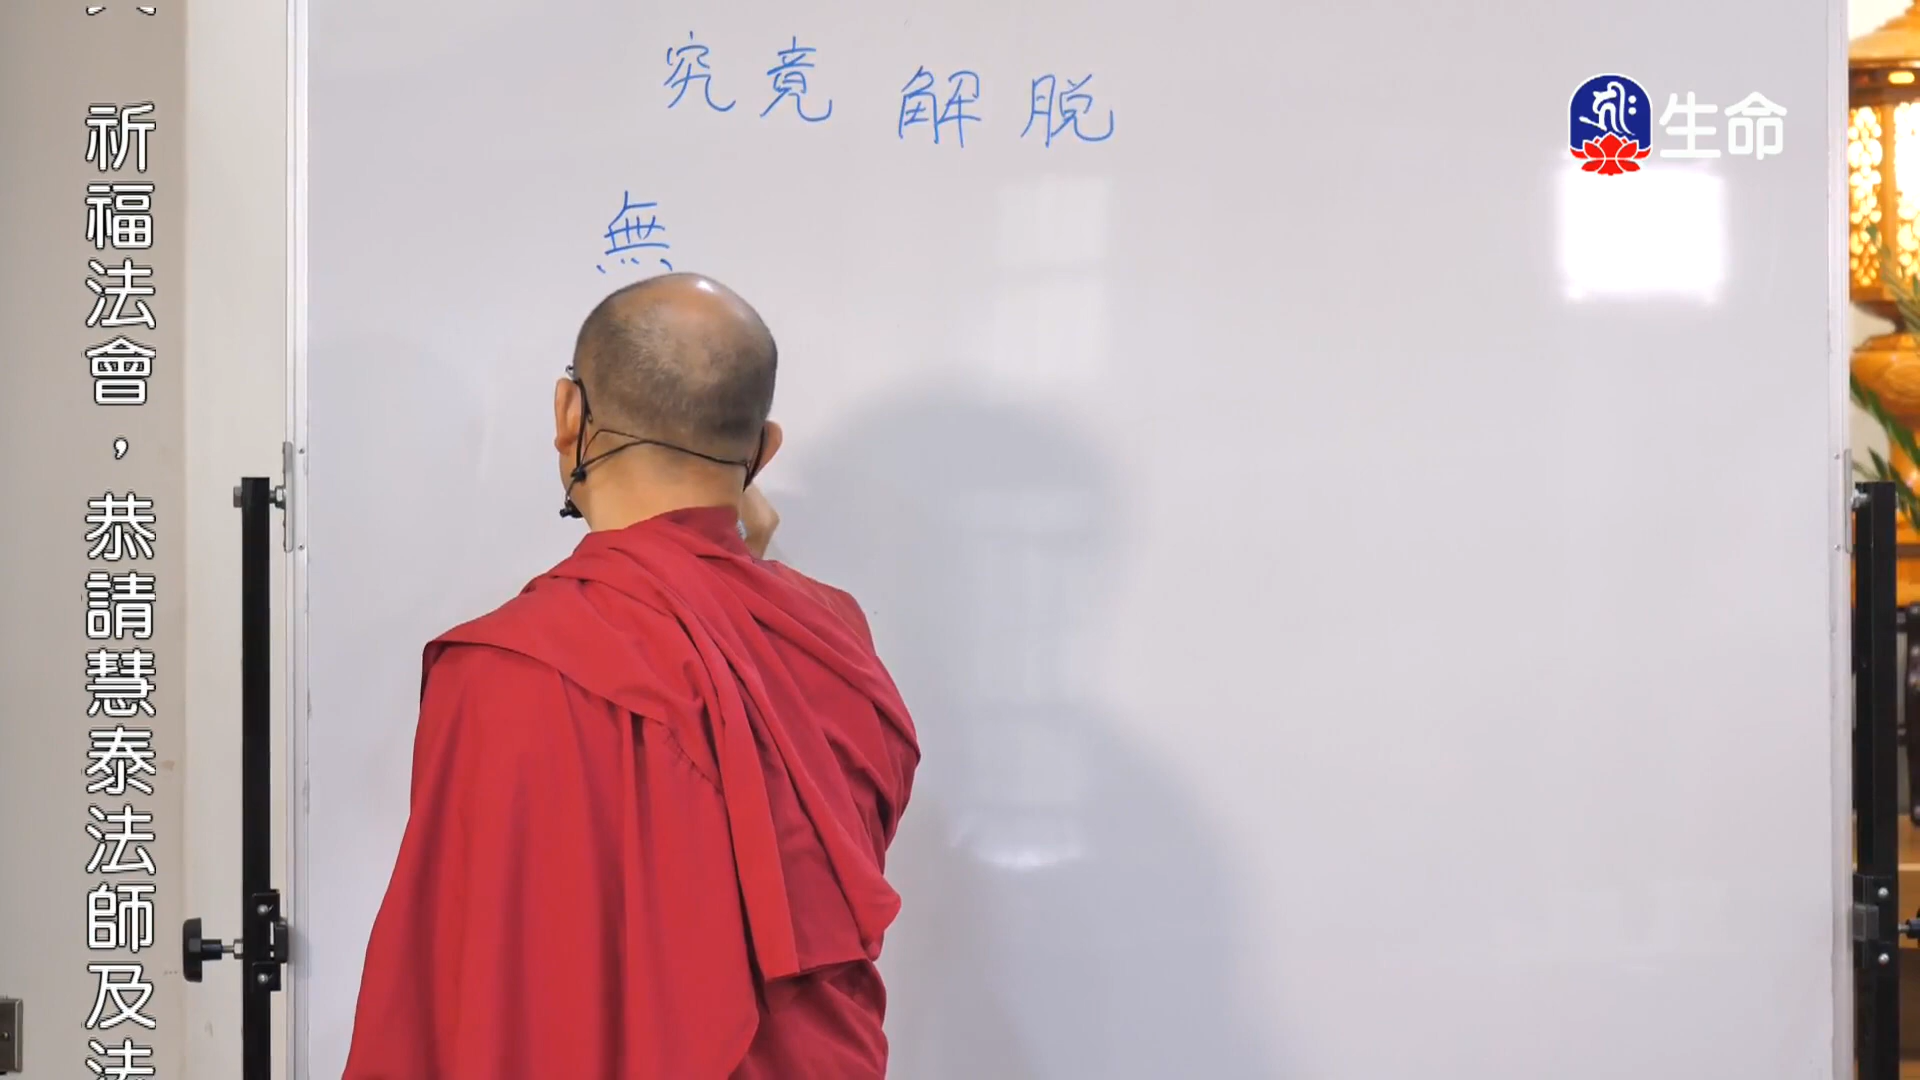 究竟 解脱
無
生命
祈福法會，恭請慧泰法師及法